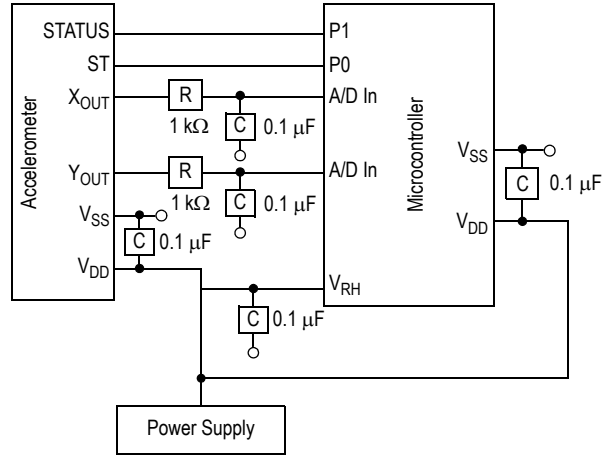 STATUS
P1
ST
P0
X_OUT
R
A/D In
1 kΩ
C
0.1 μF
Y_OUT
R
A/D In
1 kΩ
C
0.1 μF
Accelerometer
Microcontroller
V_SS
C
0.1 μF
V_DD
V_SS
C
0.1 μF
V_DD
V_RH
C
0.1 μF
Power Supply